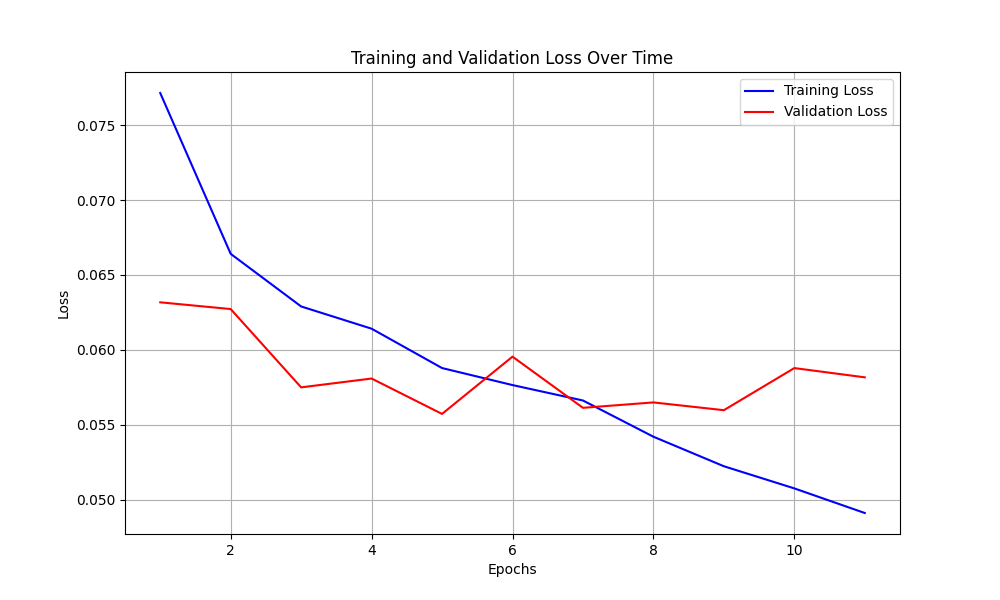 Training and Validation Loss Over Time
Training Loss
Validation Loss
0.075
0.070
0.065
0.060
0.055
0.050
Loss
2
4
6
8
10
Epochs